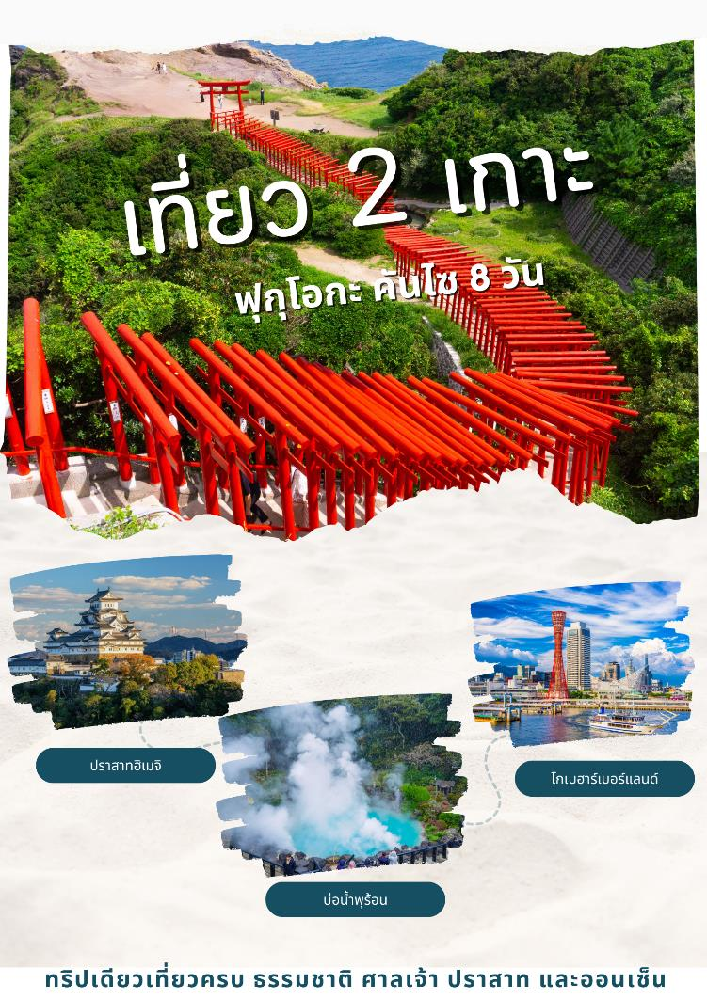 เที่ยว 2 เกาะ
ฟุกุโอกะ คันไซ 8 วัน
ปราสาทฮิเมจิ
โกเบฮาร์เบอร์แลนด์
บ่อน้ำพุร้อน
ทริปเดียวเที่ยวครบ ธรรมชาติ ศาลเจ้า ปราสาท และออนเซ็น